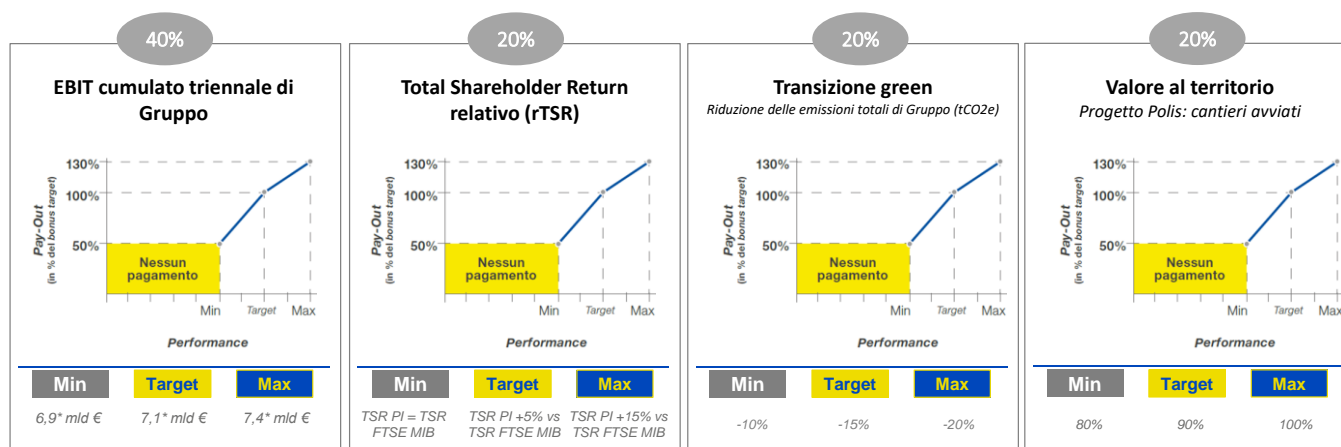 40%
EBIT cumulato triennale di
Gruppo
130%
100%
50%
Pay-Out
(in % del bonus target)
Nessun
pagamento
Min
Target
Max
Performance
Min
Target
Max
6,9* mld €
7,1* mld €
7,4* mld €
20%
Total Shareholder Return
relativo (rTSR)
130%
100%
50%
Pay-Out
(in % del bonus target)
Nessun
pagamento
Min
Target
Max
Performance
Min
Target
Max
TSR PI = TSR
FTSE MIB
TSR PI +5% vs
TSR FTSE MIB
TSR PI +15% vs
TSR FTSE MIB
20%
Transizione green
Riduzione delle emissioni totali di Gruppo (tCO2e)
130%
100%
50%
Pay-Out
(in % del bonus target)
Nessun
pagamento
Min
Target
Max
Performance
Min
Target
Max
-10%
-15%
-20%
20%
Valore al territorio
Progetto Polis: cantieri avviati
130%
100%
50%
Pay-Out
(in % del bonus target)
Nessun
pagamento
Min
Target
Max
Performance
Min
Target
Max
80%
90%
100%